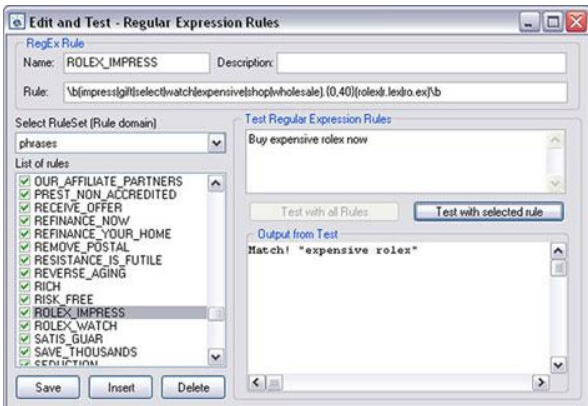 Edit and Test - Regular Expression Rules
RegEx Rule
Name: ROLEX_IMPRESS Description:
Rule: \b(impress|gift|select|watch|expensive|shop|wholesale).{0,40}(rolex|r.lex|ro.ex)\b
Select RuleSet (Rule domain)
phrases
List of rules
OUR_AFFILIATE_PARTNERS
PREST_NON_ACCREDITED
RECEIVE_OFFER
REFINANCE_NOW
REFINANCE_YOUR_HOME
REMOVE_POSTAL
RESISTANCE_IS_FUTILE
REVERSE_AGING
RICH
RISK_FREE
ROLEX_IMPRESS
ROLEX_WATCH
SATIS_GUAR
SAVE_THOUSANDS
SEDUCTION
Save Insert Delete
Test Regular Expression Rules
Buy expensive rolex now
Test with all Rules Test with selected rule
Output from Test
Match! "expensive rolex"